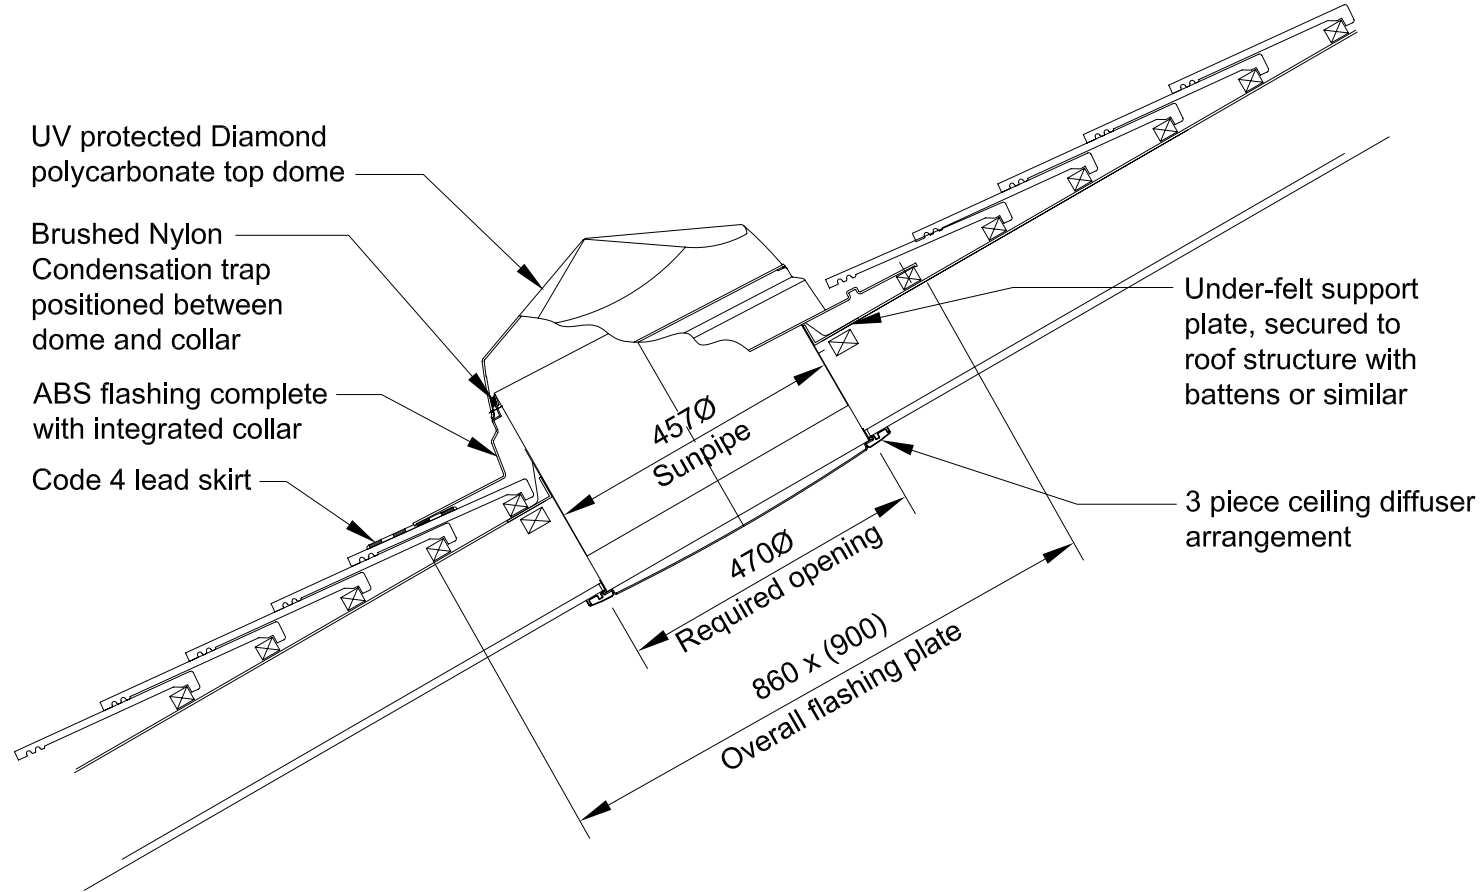 UV protected Diamond
polycarbonate top dome
Brushed Nylon
Condensation trap
positioned between
dome and collar
ABS flashing complete
with integrated collar
Code 4 lead skirt
Under-felt support
plate, secured to
roof structure with
battens or similar
3 piece ceiling diffuser
arrangement
457Ø
Sunpipe
470Ø
Required opening
860 x (900)
Overall flashing plate